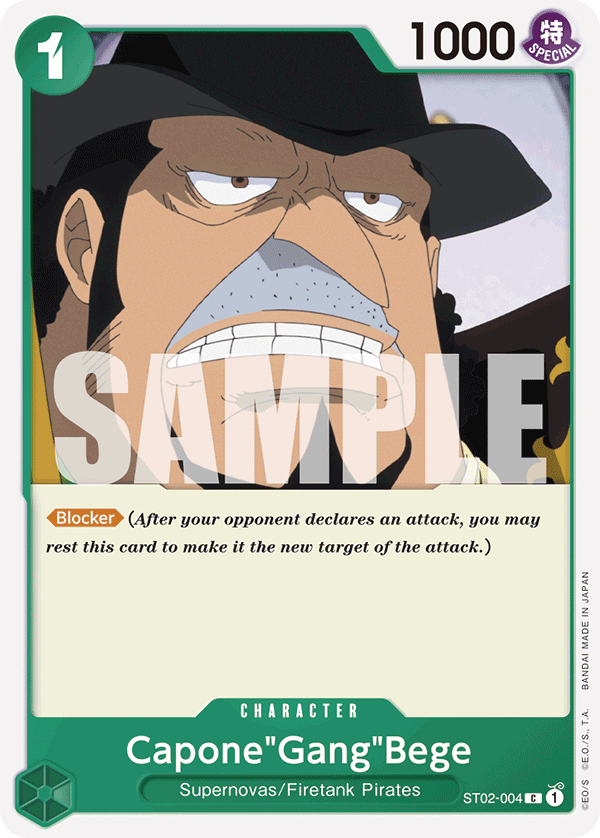 1
1000
特
SPECIAL
SAMPLE
Blocker (After your opponent declares an attack, you may
rest this card to make it the new target of the attack.)
CHARACTER
Capone"Gang"Bege
Supernovas/Firetank Pirates
ST02-004 C 1
©EO/S ©E.O./S., T.A. BANDAI MADE IN JAPAN